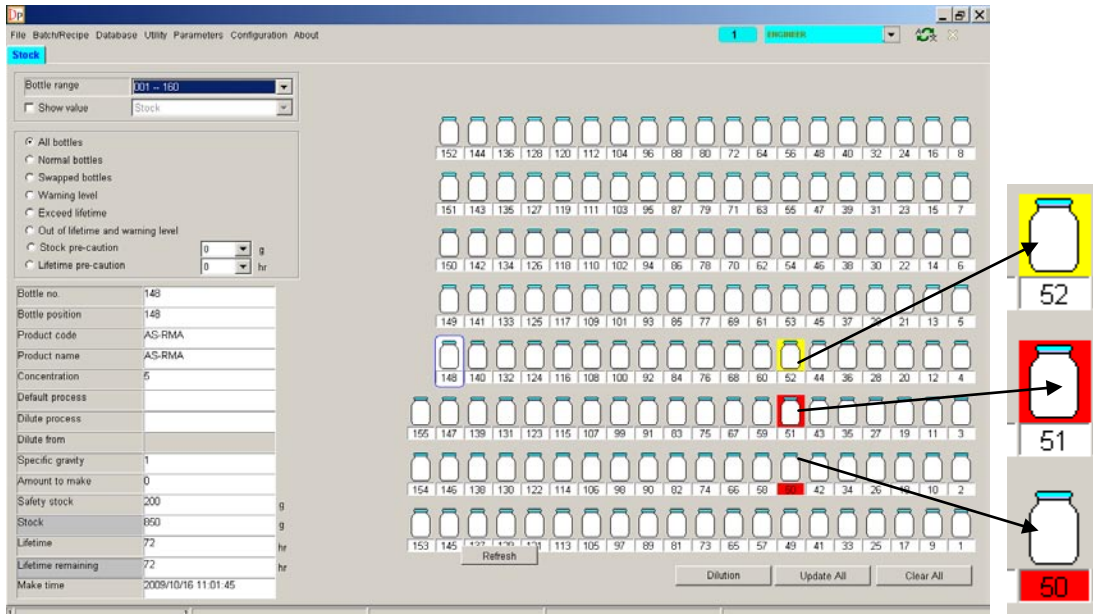 Dp
File Batch/Recipe Database Utility Parameters Configuration About
1 ENGINEER
Stock
Bottle range 001 -- 160
Show value Stock
All bottles
Normal bottles
Swapped bottles
Warning level
Exceed lifetime
Out of lifetime and warning level
Stock pre-caution 0 g
Lifetime pre-caution 0 hr
Bottle no. 148
Bottle position 148
Product code AS-RMA
Product name AS-RMA
Concentration 5
Default process
Dilute process
Dilute from
Specific gravity 1
Amount to make 0
Safety stock 200 g
Stock 850 g
Lifetime 72 hr
Lifetime remaining 72 hr
Make time 2009/10/16 11:01:45
152 144 136 128 120 112 104 96 88 80 72 64 56 48 40 32 24 16 8
151 143 135 127 119 111 103 95 87 79 71 63 55 47 39 31 23 15 7
150 142 134 126 118 110 102 94 86 78 70 62 54 46 38 30 22 14 6
149 141 133 125 117 109 101 93 85 77 69 61 53 45 37 21 13 5
148 140 132 124 116 108 100 92 84 76 68 60 52 44 36 28 20 12 4
155 147 139 131 123 115 107 99 91 83 75 67 59 51 43 35 27 19 11 3
154 146 138 130 122 114 106 98 90 82 74 66 58 50 42 34 26 18 10 2
153 145 113 105 97 89 81 73 65 57 49 41 33 25 17 9 1
Refresh
Dilution Update All Clear All
52
51
50